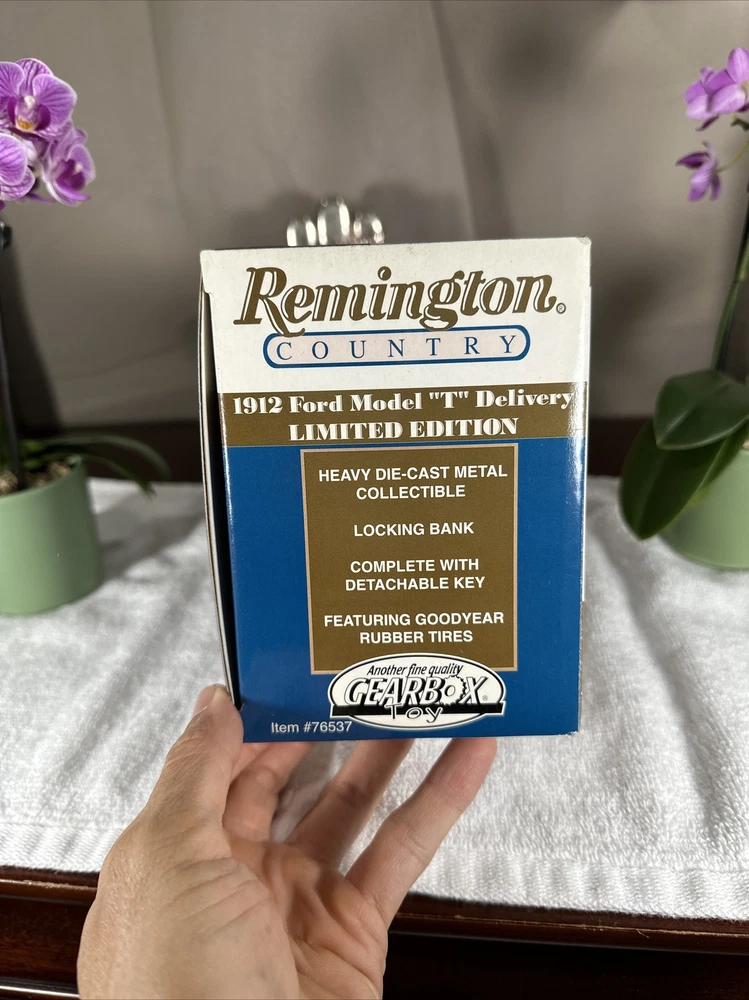 Remington®
COUNTRY
1912 Ford Model "T" Delivery
LIMITED EDITION
HEAVY DIE-CAST METAL
COLLECTIBLE
LOCKING BANK
COMPLETE WITH
DETACHABLE KEY
FEATURING GOODYEAR
RUBBER TIRES
Another fine quality
GEARBOX®
Toy
Item #76537